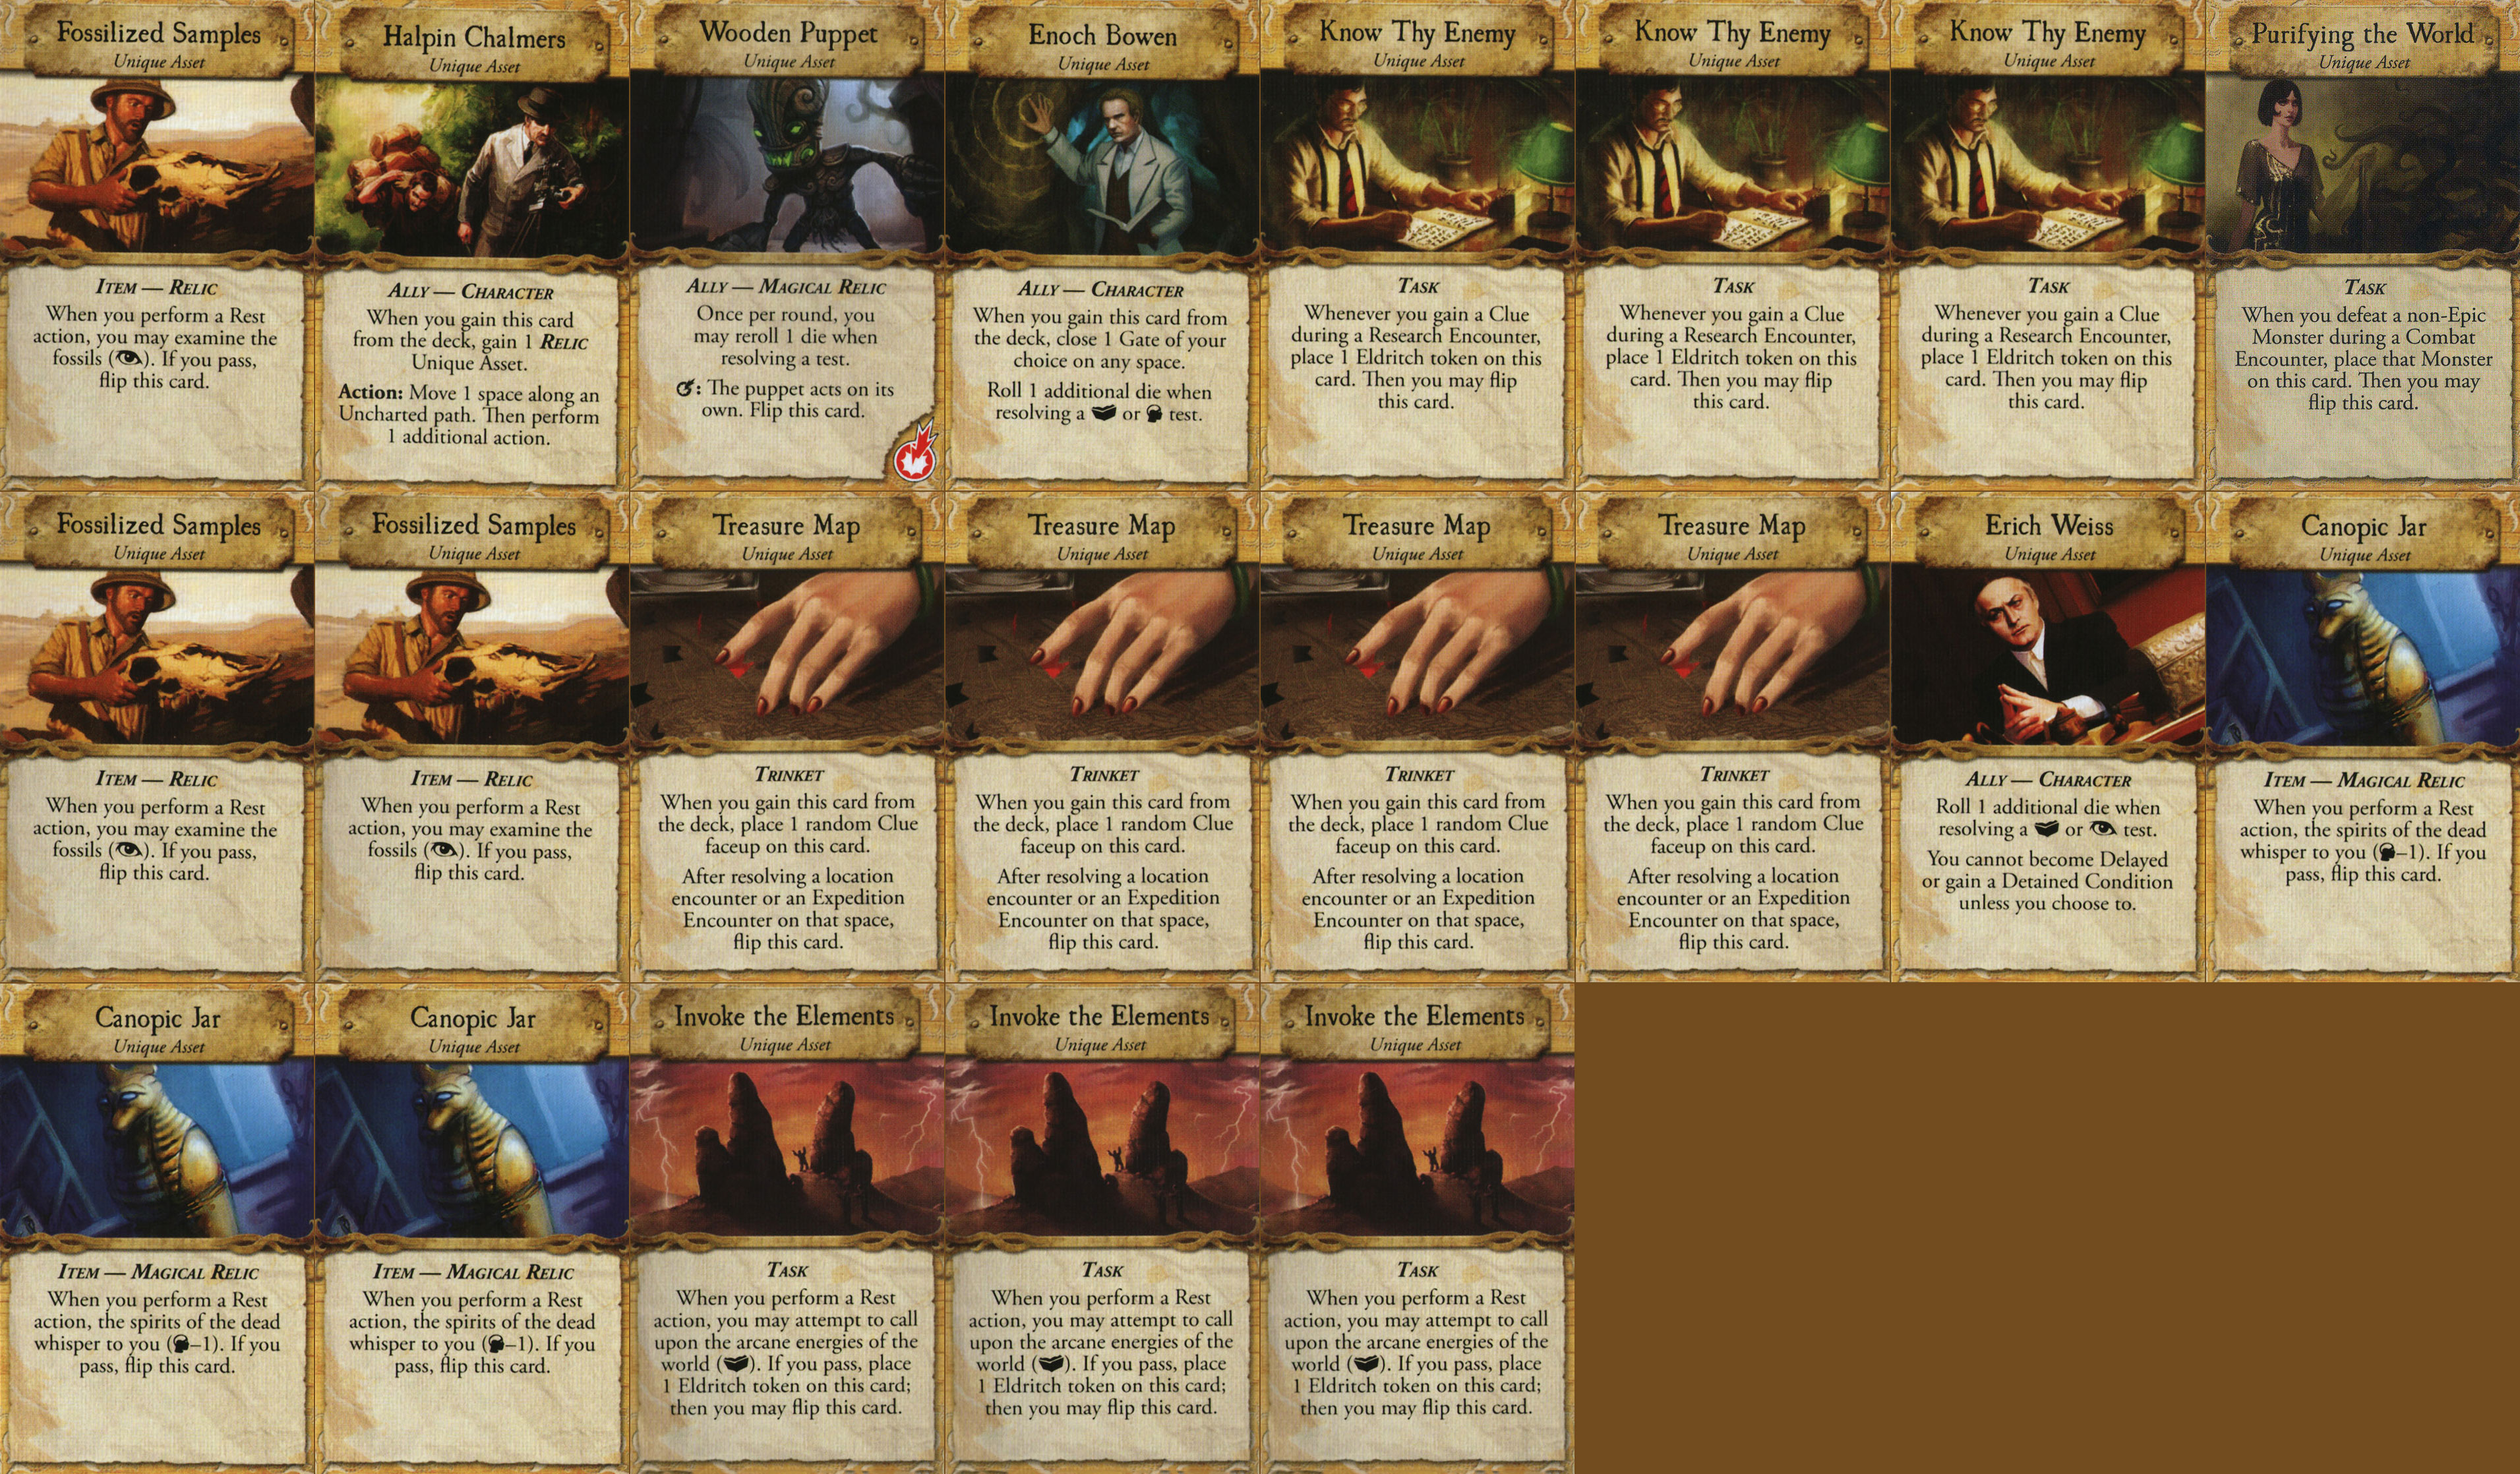 Fossilized Samples
Unique Asset
Item — Relic
When you perform a Rest
action, you may examine the
fossils ( ). If you pass,
flip this card.
Halpin Chalmers
Unique Asset
Ally — Character
When you gain this card
from the deck, gain 1 Relic
Unique Asset.
Action: Move 1 space along an
Uncharted path. Then perform
1 additional action.
Wooden Puppet
Unique Asset
Ally — Magical Relic
Once per round, you
may reroll 1 die when
resolving a test.
: The puppet acts on its
own. Flip this card.
Enoch Bowen
Unique Asset
Ally — Character
When you gain this card from
the deck, close 1 Gate of your
choice on any space.
Roll 1 additional die when
resolving a or test.
Know Thy Enemy
Unique Asset
Task
Whenever you gain a Clue
during a Research Encounter,
place 1 Eldritch token on this
card. Then you may flip
this card.
Know Thy Enemy
Unique Asset
Task
Whenever you gain a Clue
during a Research Encounter,
place 1 Eldritch token on this
card. Then you may flip
this card.
Know Thy Enemy
Unique Asset
Task
Whenever you gain a Clue
during a Research Encounter,
place 1 Eldritch token on this
card. Then you may flip
this card.
Purifying the World
Unique Asset
Task
When you defeat a non-Epic
Monster during a Combat
Encounter, place that Monster
on this card. Then you may
flip this card.
Fossilized Samples
Unique Asset
Item — Relic
When you perform a Rest
action, you may examine the
fossils ( ). If you pass,
flip this card.
Fossilized Samples
Unique Asset
Item — Relic
When you perform a Rest
action, you may examine the
fossils ( ). If you pass,
flip this card.
Treasure Map
Unique Asset
Trinket
When you gain this card from
the deck, place 1 random Clue
faceup on this card.
After resolving a location
encounter or an Expedition
Encounter on that space,
flip this card.
Treasure Map
Unique Asset
Trinket
When you gain this card from
the deck, place 1 random Clue
faceup on this card.
After resolving a location
encounter or an Expedition
Encounter on that space,
flip this card.
Treasure Map
Unique Asset
Trinket
When you gain this card from
the deck, place 1 random Clue
faceup on this card.
After resolving a location
encounter or an Expedition
Encounter on that space,
flip this card.
Treasure Map
Unique Asset
Trinket
When you gain this card from
the deck, place 1 random Clue
faceup on this card.
After resolving a location
encounter or an Expedition
Encounter on that space,
flip this card.
Erich Weiss
Unique Asset
Ally — Character
Roll 1 additional die when
resolving a or test.
You cannot become Delayed
or gain a Detained Condition
unless you choose to.
Canopic Jar
Unique Asset
Item — Magical Relic
When you perform a Rest
action, the spirits of the dead
whisper to you ( –1). If you
pass, flip this card.
Canopic Jar
Unique Asset
Item — Magical Relic
When you perform a Rest
action, the spirits of the dead
whisper to you ( –1). If you
pass, flip this card.
Canopic Jar
Unique Asset
Item — Magical Relic
When you perform a Rest
action, the spirits of the dead
whisper to you ( –1). If you
pass, flip this card.
Invoke the Elements
Unique Asset
Task
When you perform a Rest
action, you may attempt to call
upon the arcane energies of the
world ( ). If you pass, place
1 Eldritch token on this card;
then you may flip this card.
Invoke the Elements
Unique Asset
Task
When you perform a Rest
action, you may attempt to call
upon the arcane energies of the
world ( ). If you pass, place
1 Eldritch token on this card;
then you may flip this card.
Invoke the Elements
Unique Asset
Task
When you perform a Rest
action, you may attempt to call
upon the arcane energies of the
world ( ). If you pass, place
1 Eldritch token on this card;
then you may flip this card.